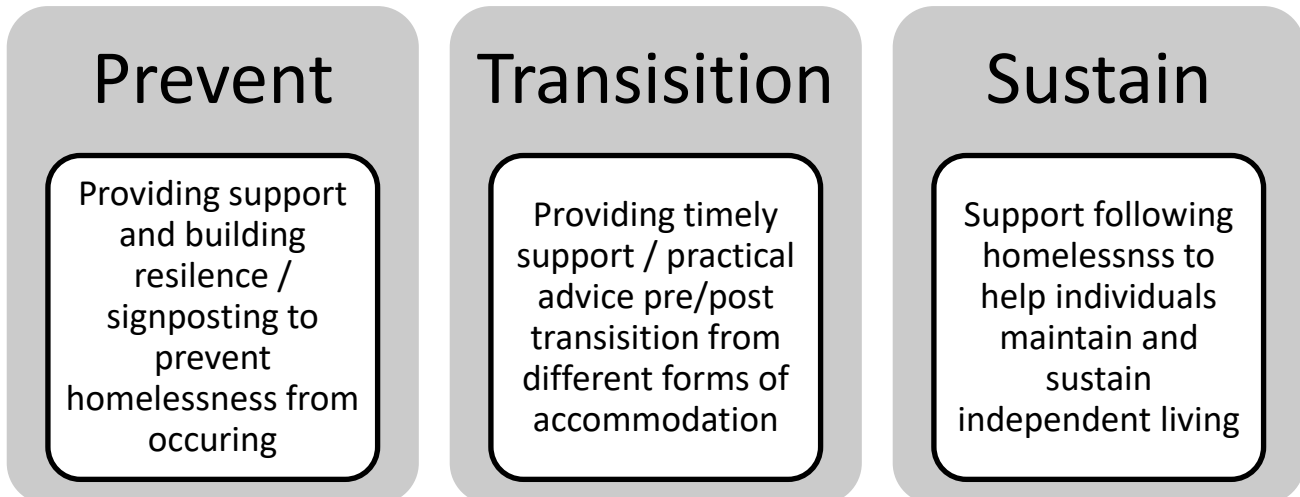 Prevent
Providing support
and building
resilence /
signposting to
prevent
homelessness from
occuring
Transisition
Providing timely
support / practical
advice pre/post
transisition from
different forms of
accommodation
Sustain
Support following
homelessnss to
help individuals
maintain and
sustain
independent living